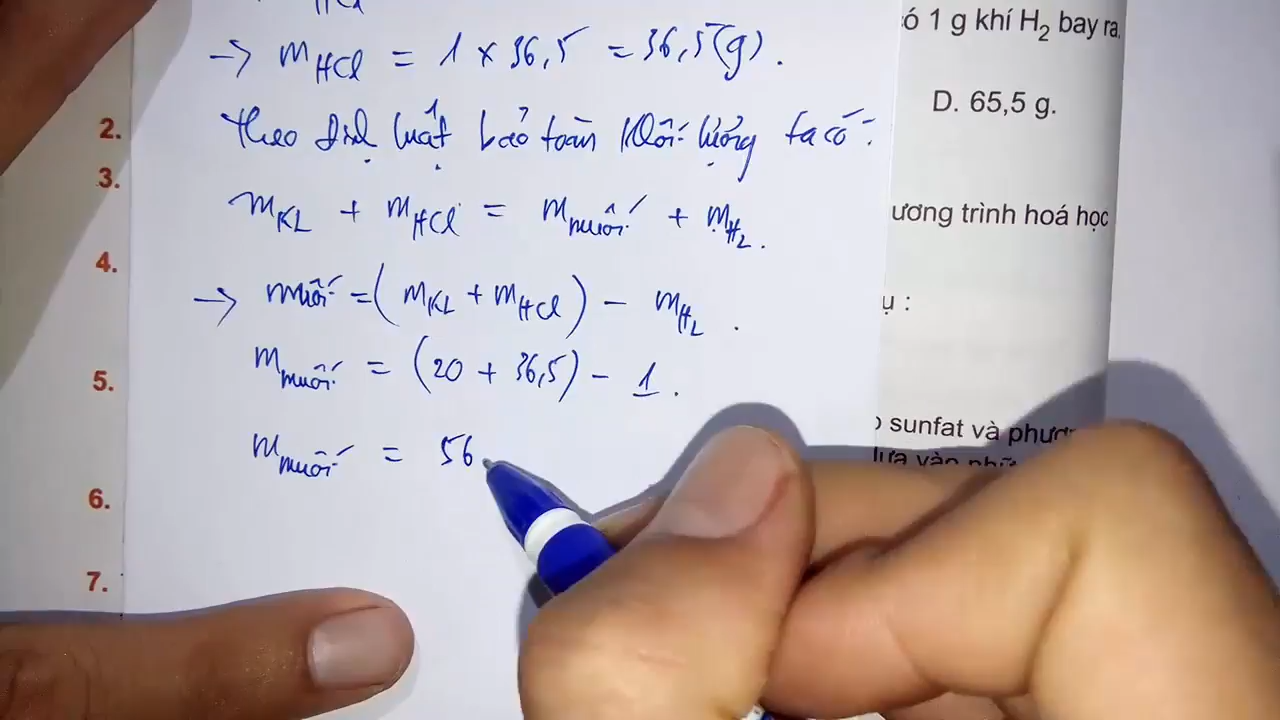 HCl
→ mHCl = 1 × 36,5 = 36,5 (g).
Theo định luật bảo toàn khối lượng ta có:
mKL + mHCl = mmuối + mH2.
→ mmuối = (mKL + mHCl) – mH2.
mmuối = (20 + 36,5) – 1.
mmuối = 56
2.
3.
4.
5.
6.
7.
ó 1 g khí H2 bay ra.
D. 65,5 g.
ương trình hoá học
ụ :
sunfat và